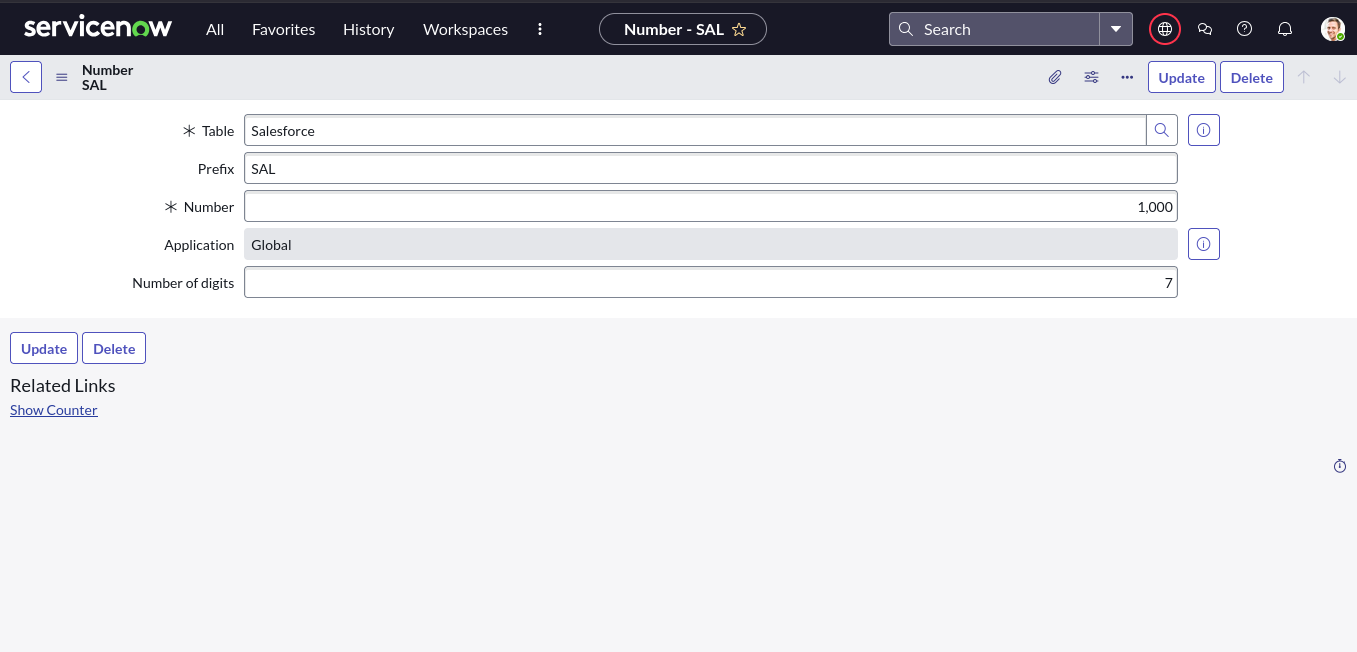 servicenow
All
Favorites
History
Workspaces
Number - SAL
Search
Number
SAL
Update
Delete
Table
Salesforce
Prefix
SAL
Number
1,000
Application
Global
Number of digits
7
Update
Delete
Related Links
Show Counter